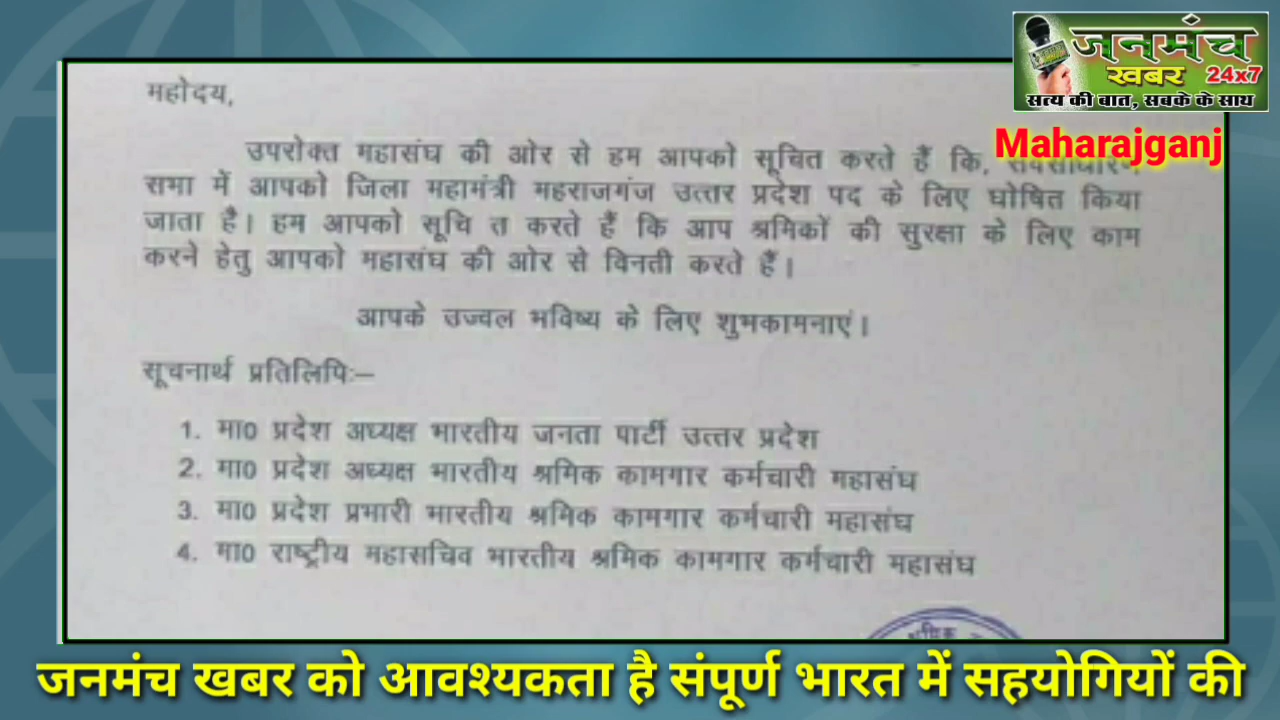 जनमंच
खबर 24x7
सत्य की बात, सबके के साथ
Maharajganj
महोदय,
उपरोक्त महासंघ की ओर से हम आपको सूचित करते हैं कि,
सभा में आपको जिला महामंत्री महराजगंज उत्तर प्रदेश पद के लिए घोषित किया
जाता है। हम आपको सूचि त करते हैं कि आप श्रमिकों की सुरक्षा के लिए काम
करने हेतु आपको महासंघ की ओर से विनती करते हैं।
आपके उज्वल भविष्य के लिए शुभकामनाएं।
सूचनार्थ प्रतिलिपिः–
1. मा0 प्रदेश अध्यक्ष भारतीय जनता पार्टी उत्तर प्रदेश
2. मा0 प्रदेश अध्यक्ष भारतीय श्रमिक कामगार कर्मचारी महासंघ
3. मा0 प्रदेश प्रभारी भारतीय श्रमिक कामगार कर्मचारी महासंघ
4. मा0 राष्ट्रीय महासचिव भारतीय श्रमिक कामगार कर्मचारी महासंघ
जनमंच खबर को आवश्यकता है संपूर्ण भारत में सहयोगियों की